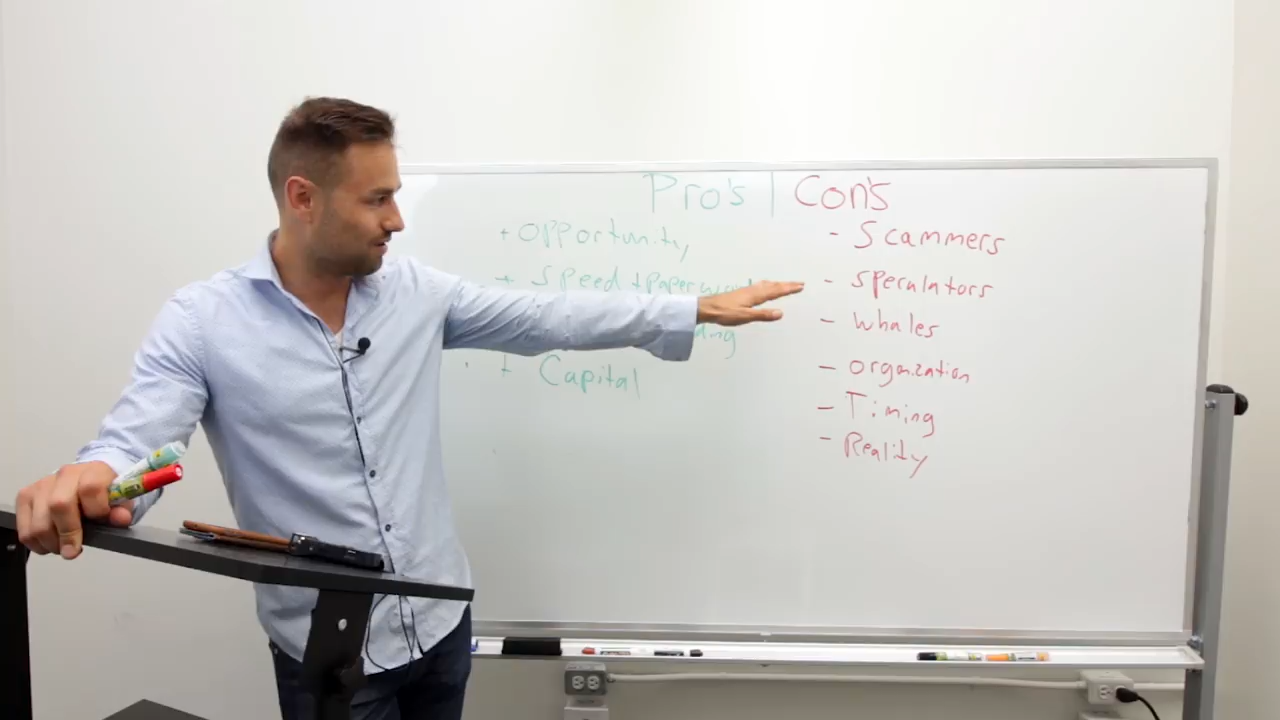 Pro's | Con's
+ Opportunity
+ Speed + paperwork
+ Capital
- Scammers
- Speculators
- Whales
- organization
- Timing
- Reality